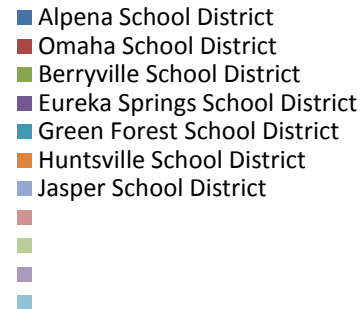 Alpena School District
Omaha School District
Berryville School District
Eureka Springs School District
Green Forest School District
Huntsville School District
Jasper School District